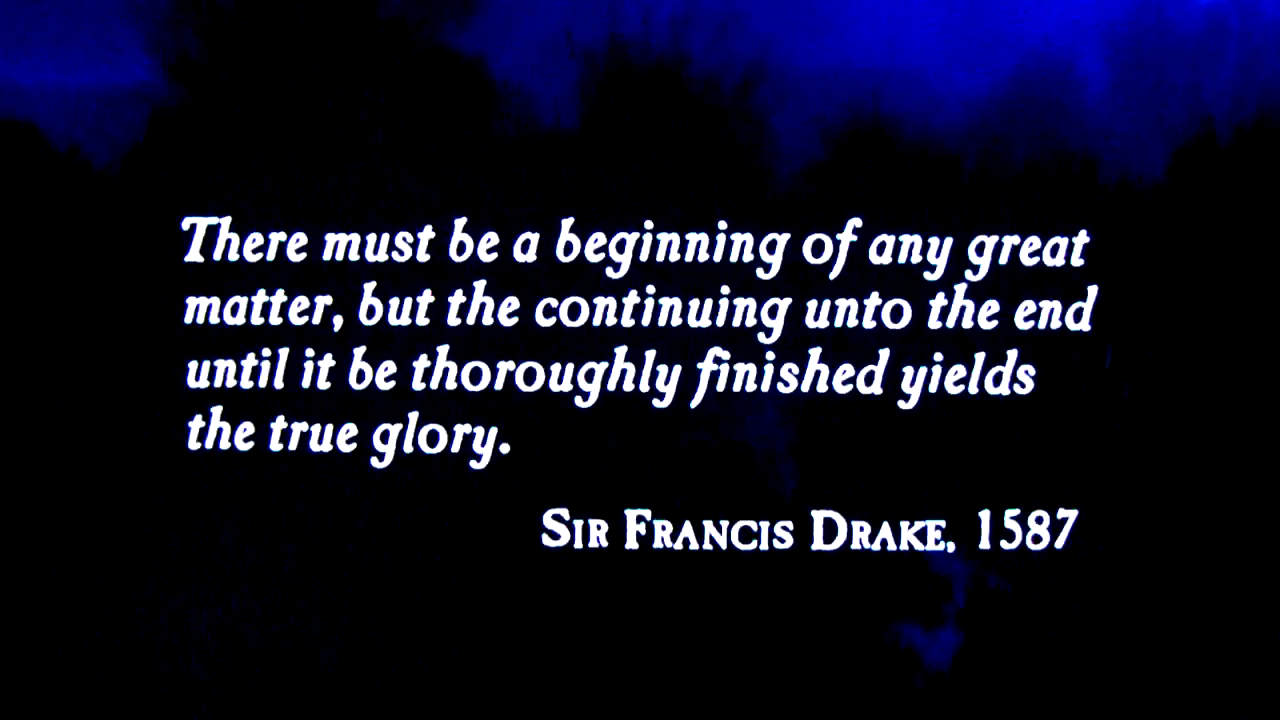 There must be a beginning of any great
matter, but the continuing unto the end
until it be thoroughly finished yields
the true glory.
Sir Francis Drake, 1587